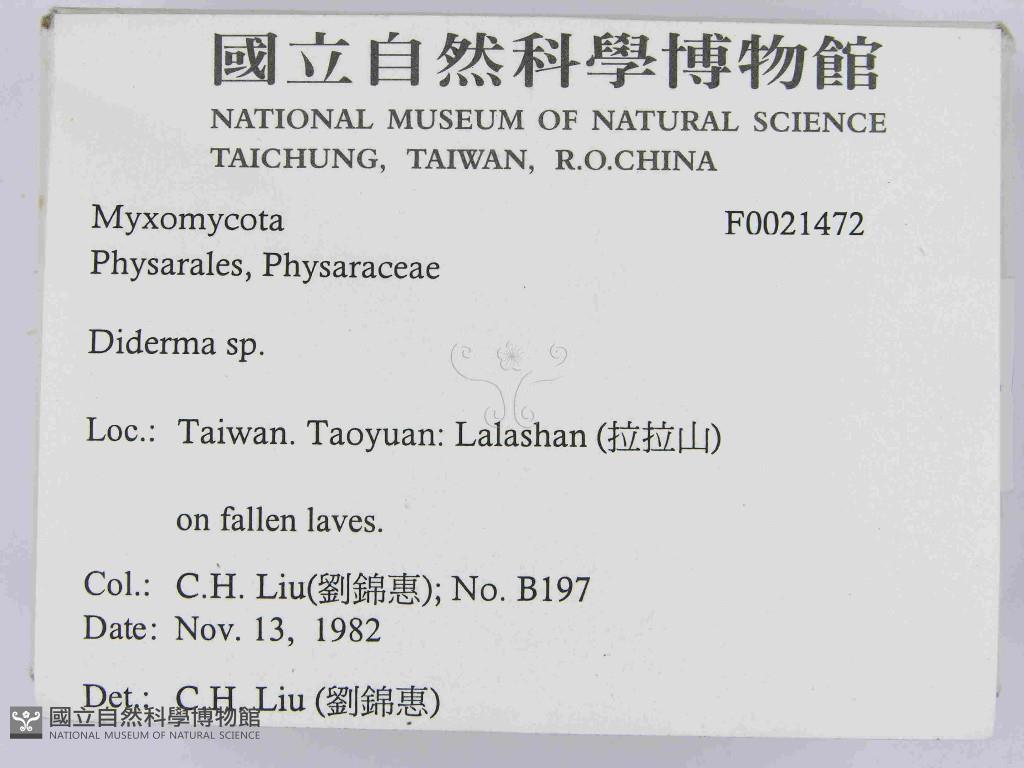 國立自然科學博物館
NATIONAL MUSEUM OF NATURAL SCIENCE
TAICHUNG, TAIWAN, R.O.CHINA
Myxomycota F0021472
Physarales, Physaraceae
Diderma sp.
Loc.: Taiwan. Taoyuan: Lalashan (拉拉山)
on fallen laves.
Col.: C.H. Liu(劉錦惠); No. B197
Date: Nov. 13, 1982
Det.: C.H. Liu (劉錦惠)
國立自然科學博物館
NATIONAL MUSEUM OF NATURAL SCIENCE